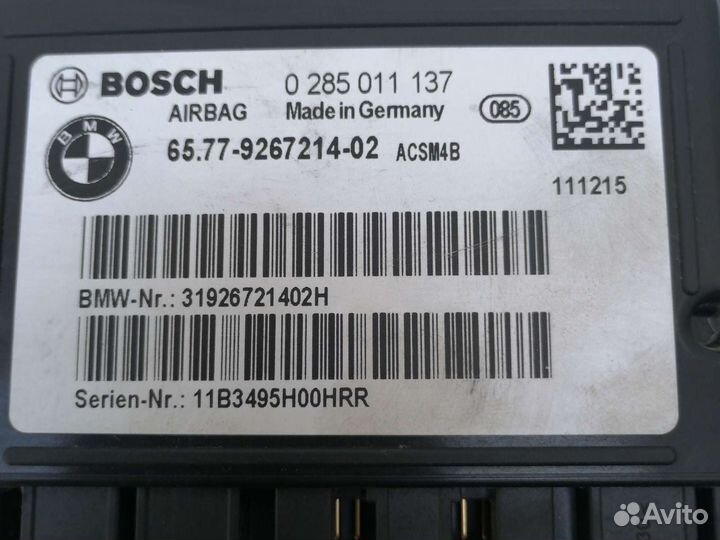 BOSCH 0 285 011 137
AIRBAG Made in Germany 085
BMW
65.77-9267214-02 ACSM4B
111215
BMW-Nr.: 31926721402H
Serien-Nr.: 11B3495H00HRR
Avito